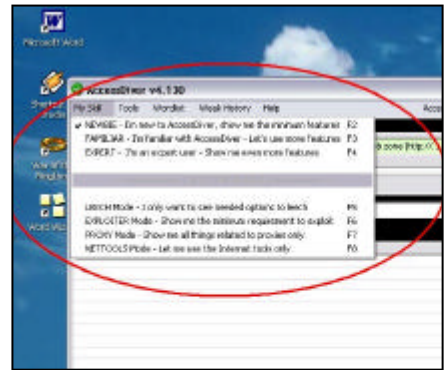 Microsoft Word
AccessDiver v4.130
My Skill Tools Wordlist Weak History Help
NEWBIE - I'm new to AccessDiver, show me the minimum features F2
FAMILIAR - I'm familiar with AccessDiver - Let's use more features F3
EXPERT - I'm an expert user - Show me even more features F4
LEECH Mode - I only want to see needed options to leech F5
EXPLOITER Mode - Show me the minimum requirement to exploit F6
PROXY Mode - Show me all things related to proxies only F7
NETTOOLS Mode - Let me use the Internet tools only F8